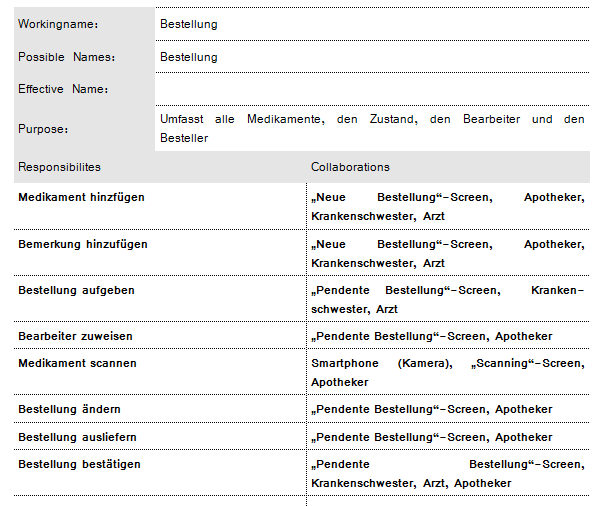 Workingname: Bestellung
Possible Names: Bestellung
Effective Name:
Purpose: Umfasst alle Medikamente, den Zustand, den Bearbeiter und den
Besteller
Responsibilites Collaborations
Medikament hinzfügen „Neue Bestellung“-Screen, Apotheker,
Krankenschwester, Arzt
Bemerkung hinzufügen „Neue Bestellung“-Screen, Apotheker,
Krankenschwester, Arzt
Bestellung aufgeben „Pendente Bestellung“-Screen, Kranken-
schwester, Arzt
Bearbeiter zuweisen „Pendente Bestellung“-Screen, Apotheker
Medikament scannen Smartphone (Kamera), „Scanning“-Screen,
Apotheker
Bestellung ändern „Pendente Bestellung“-Screen, Apotheker
Bestellung ausliefern „Pendente Bestellung“-Screen, Apotheker
Bestellung bestätigen „Pendente Bestellung“-Screen,
Krankenschwester, Arzt, Apotheker